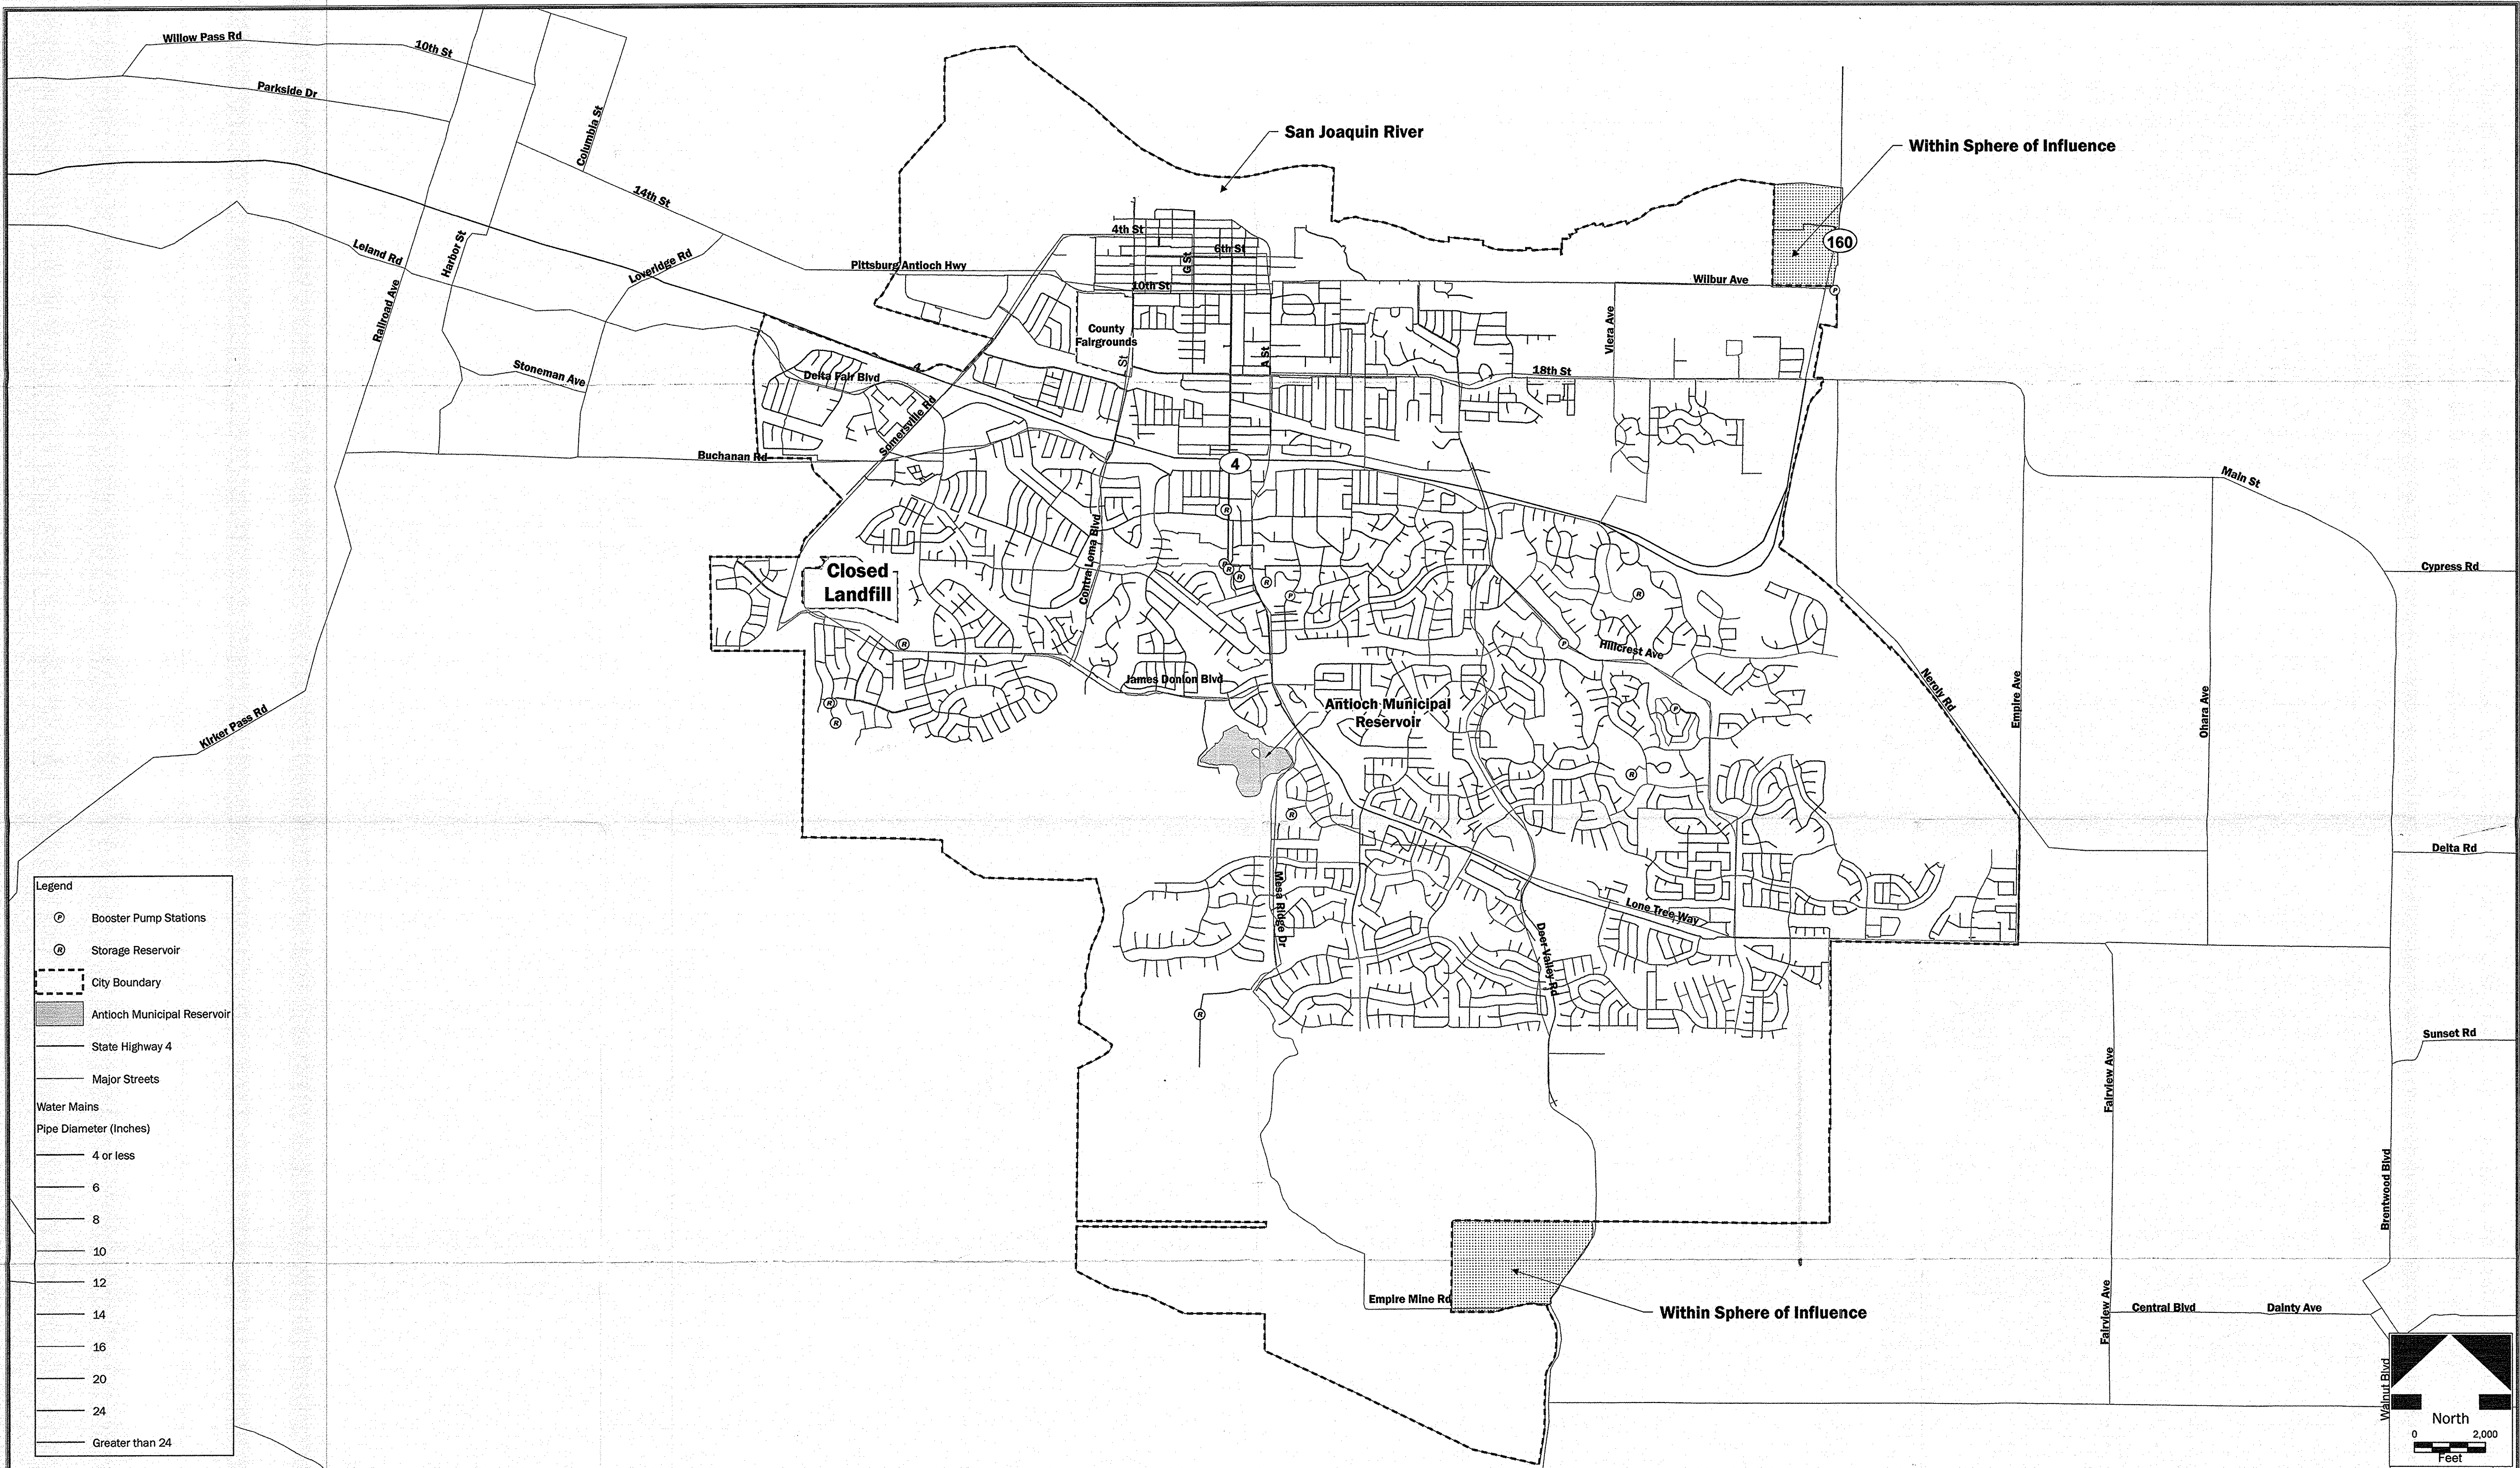 Willow Pass Rd
10th St
Parkside Dr
Columbia St
San Joaquin River
Within Sphere of Influence
14th St
4th St
6th St
G St
160
Leland Rd
Harbor St
Loveridge Rd
Pittsburg Antioch Hwy
Wilbur Ave
10th St
Railroad Ave
County
Fairgrounds
St
A St
Viera Ave
P
Stoneman Ave
Delta Fair Blvd
4
18th St
Somersville Rd
Buchanan Rd
4
Main St
R
Contra Loma Blvd
Closed
Landfill
P
R
R
R
P
R
Cypress Rd
R
P
Hillcrest Ave
James Donlon Blvd
Neroly Rd
Empire Ave
Ohara Ave
R
R
Antioch Municipal
Reservoir
P
Kirker Pass Rd
R
R
Delta Rd
Mesa Ridge Dr
Lone Tree Way
Deer Valley Rd
R
Sunset Rd
Fairview Ave
Brentwood Blvd
Empire Mine Rd
Within Sphere of Influence
Fairview Ave
Central Blvd
Dainty Ave
Walnut Blvd
Legend
P Booster Pump Stations
R Storage Reservoir
City Boundary
Antioch Municipal Reservoir
State Highway 4
Major Streets
Water Mains
Pipe Diameter (Inches)
4 or less
6
8
10
12
14
16
20
24
Greater than 24
North
0 2,000
Feet